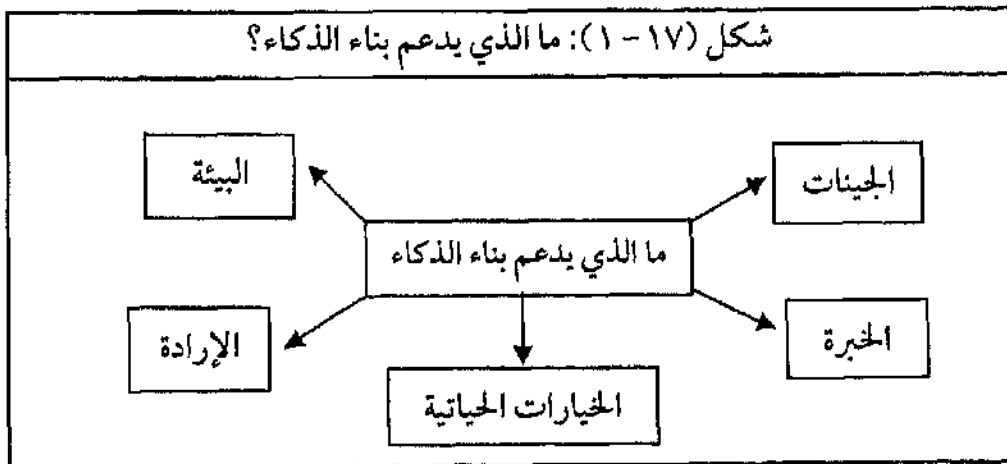 شكل (١٧ - ١): ما الذي يدعم بناء الذكاء؟
الجينات
البيئة
ما الذي يدعم بناء الذكاء
الخبرة
الإرادة
الخيارات الحياتية